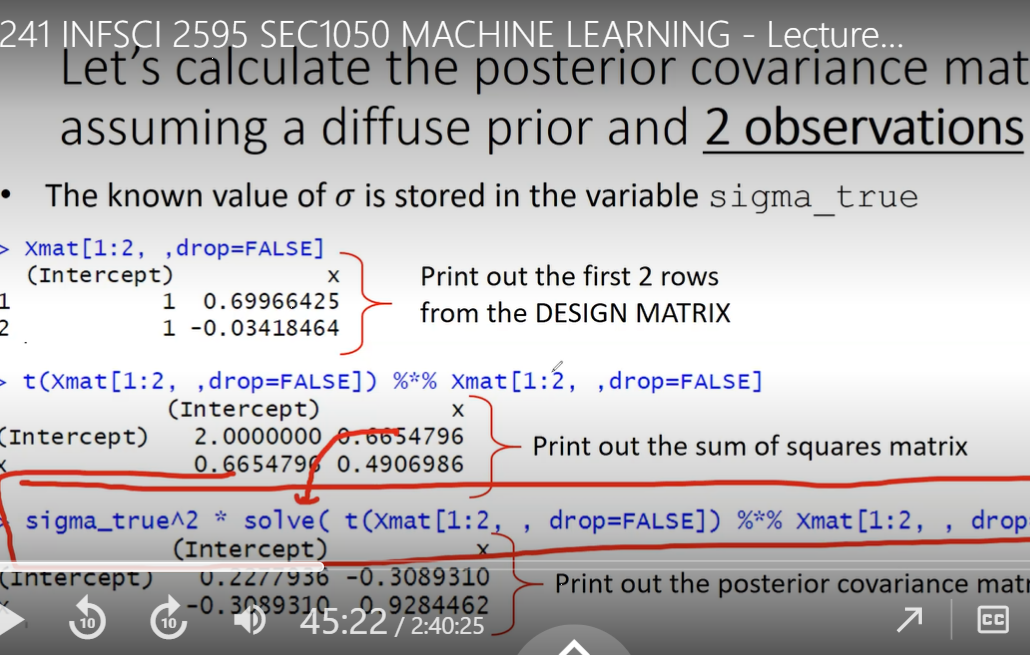 241 INFSCI 2595 SEC1050 MACHINE LEARNING - Lecture...
Let's calculate the posterior covariance mat
assuming a diffuse prior and 2 observations
• The known value of σ is stored in the variable sigma_true
> Xmat[1:2, ,drop=FALSE]
(Intercept) x
1 1 0.69966425
2 1 -0.03418464
Print out the first 2 rows
from the DESIGN MATRIX
> t(Xmat[1:2, ,drop=FALSE]) %*% Xmat[1:2, ,drop=FALSE]
(Intercept) x
(Intercept) 2.0000000 0.6654796
x 0.6654796 0.4906986
Print out the sum of squares matrix
> sigma_true^2 * solve( t(Xmat[1:2, , drop=FALSE]) %*% Xmat[1:2, , drop
(Intercept) x
(Intercept) 0.2277936 -0.3089310
x -0.3089310 0.9284462
Print out the posterior covariance matr
10
10
45:22 / 2:40:25
CC